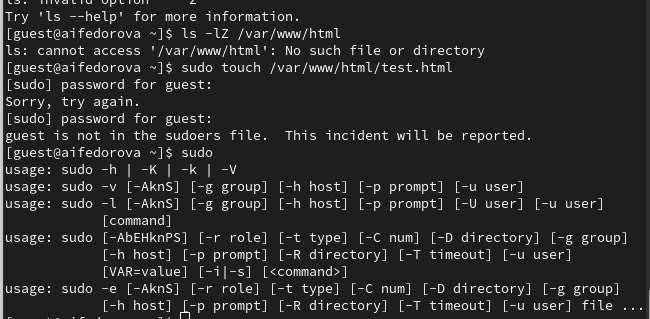 Try 'ls --help' for more information.
[guest@aifedorova ~]$ ls -lZ /var/www/html
ls: cannot access '/var/www/html': No such file or directory
[guest@aifedorova ~]$ sudo touch /var/www/html/test.html
[sudo] password for guest:
Sorry, try again.
[sudo] password for guest:
guest is not in the sudoers file.  This incident will be reported.
[guest@aifedorova ~]$ sudo
usage: sudo -h | -K | -k | -V
usage: sudo -v [-AknS] [-g group] [-h host] [-p prompt] [-u user]
usage: sudo -l [-AknS] [-g group] [-h host] [-p prompt] [-U user] [-u user]
[command]
usage: sudo [-AbEHknPS] [-r role] [-t type] [-C num] [-D directory] [-g group]
[-h host] [-p prompt] [-R directory] [-T timeout] [-u user]
[VAR=value] [-i|-s] [<command>]
usage: sudo -e [-AknS] [-r role] [-t type] [-C num] [-D directory] [-g group]
[-h host] [-p prompt] [-R directory] [-T timeout] [-u user] file ...